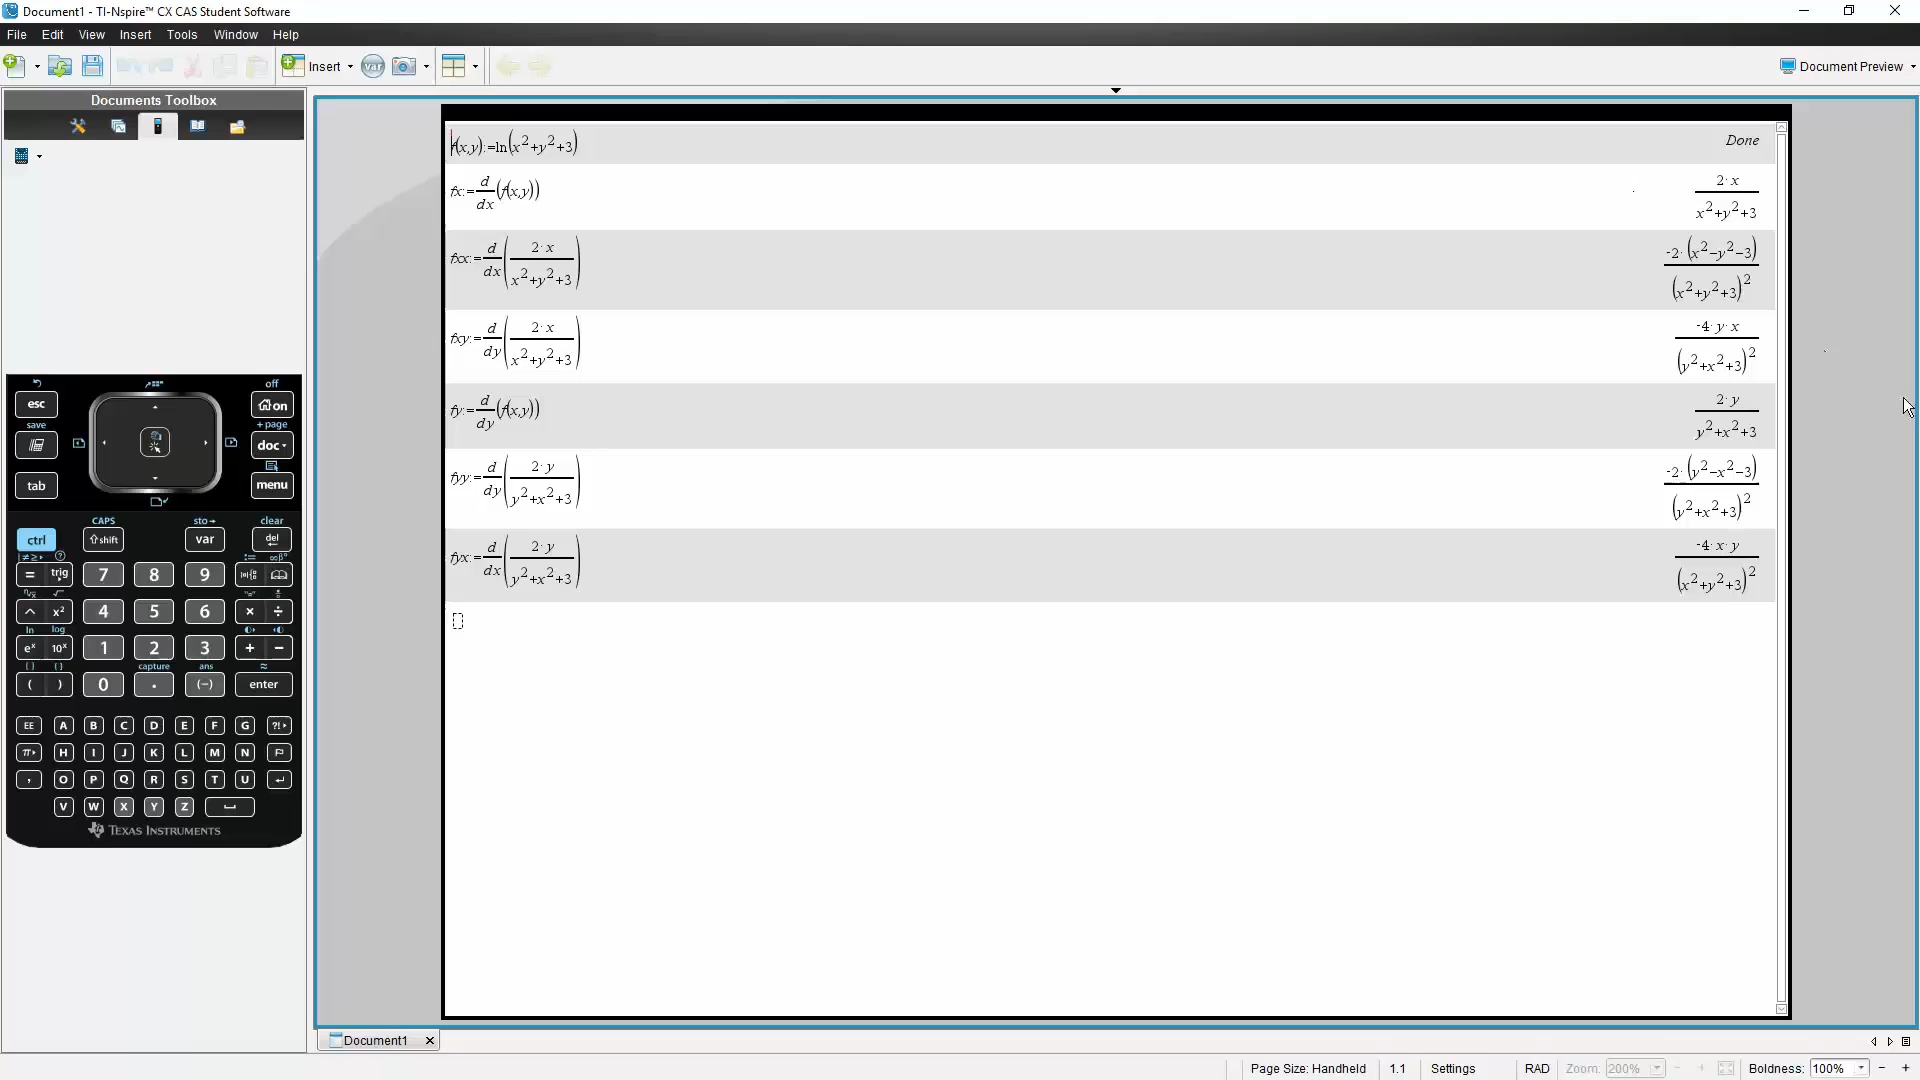 Document1 - TI-Nspire™ CX CAS Student Software
File Edit View Insert Tools Window Help
Insert var Document Preview
Documents Toolbox
f(x,y):=ln(x²+y²+3) Done
fx:=d/dx(f(x,y)) 2·x/(x²+y²+3)
fxx:=d/dx(2·x/(x²+y²+3)) -2·(x²-y²-3)/(x²+y²+3)²
fxy:=d/dy(2·x/(x²+y²+3)) -4·y·x/(y²+x²+3)²
fy:=d/dy(f(x,y)) 2·y/(y²+x²+3)
fyy:=d/dy(2·y/(y²+x²+3)) -2·(y²-x²-3)/(y²+x²+3)²
fyx:=d/dx(2·y/(y²+x²+3)) -4·x·y/(x²+y²+3)²
off
esc on
save + page
doc
tab menu
CAPS sto→ clear
ctrl shift var del
= trig 7 8 9
^ x² 4 5 6 × ÷
ln log
eˣ 10ˣ 1 2 3 + −
capture ans ≈
( ) 0 . (−) enter
EE A B C D E F G ?!
π H I J K L M N
, O P Q R S T U
V W X Y Z
TEXAS INSTRUMENTS
Document1
Page Size: Handheld 1.1 Settings RAD Zoom: 200% − + Boldness: 100% − +